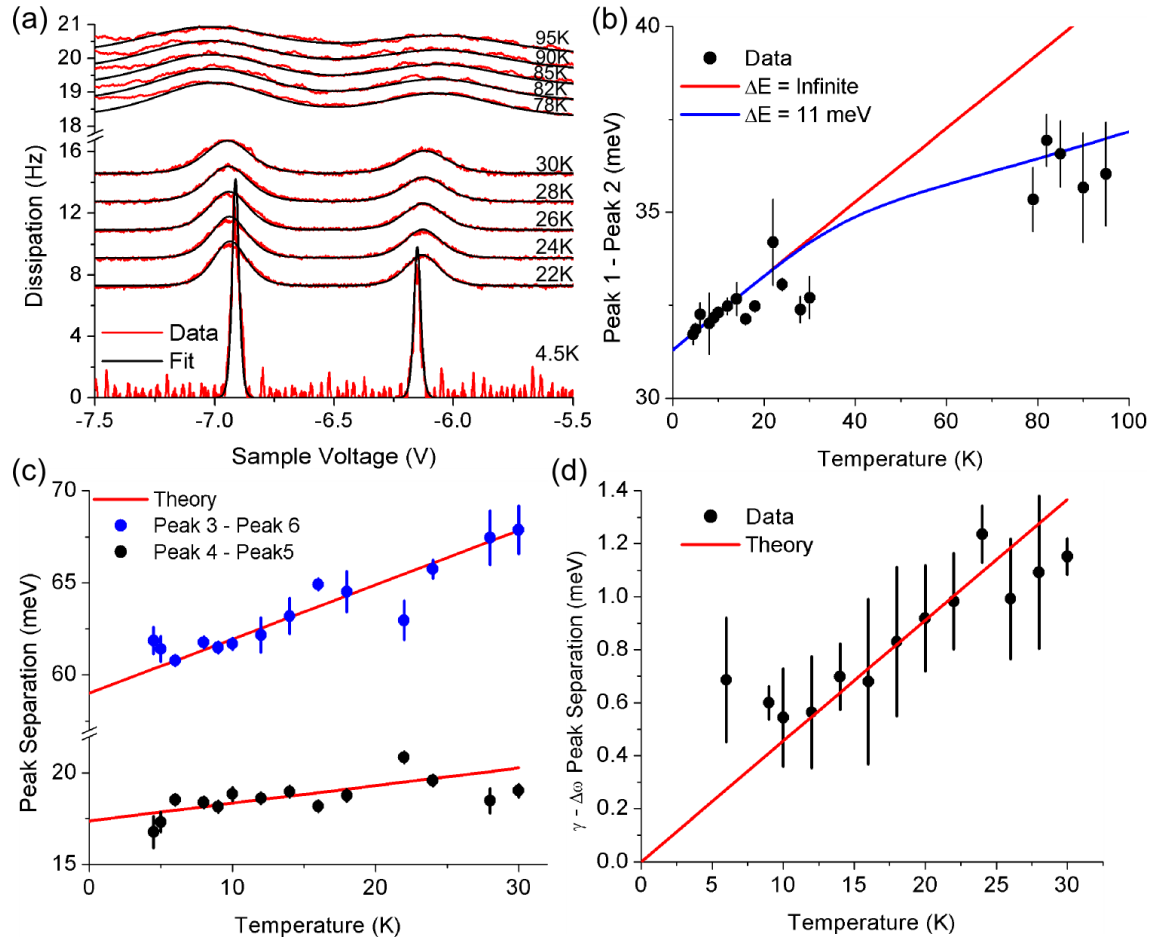 (a)
21
20
19
18
16
12
8
4
0
95K
90K
85K
82K
78K
30K
28K
26K
24K
22K
4.5K
Data
Fit
Dissipation (Hz)
-7.5
-7.0
-6.5
-6.0
-5.5
Sample Voltage (V)
(b)
40
35
30
Data
ΔE = Infinite
ΔE = 11 meV
Peak 1 - Peak 2 (meV)
0
20
40
60
80
100
Temperature (K)
(c)
70
65
60
20
15
Theory
Peak 3 - Peak 6
Peak 4 - Peak5
Peak Separation (meV)
0
10
20
30
Temperature (K)
(d)
1.4
1.2
1.0
0.8
0.6
0.4
0.2
0.0
Data
Theory
γ - Δω Peak Separation (meV)
0
5
10
15
20
25
30
Temperature (K)